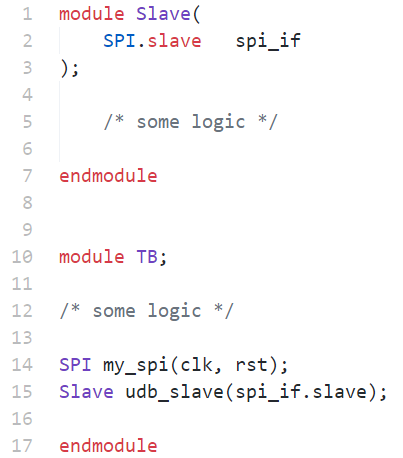 1 module Slave(
2 SPI.slave spi_if
3 );
4
5 /* some logic */
6
7 endmodule
8
9
10 module TB;
11
12 /* some logic */
13
14 SPI my_spi(clk, rst);
15 Slave udb_slave(spi_if.slave);
16
17 endmodule